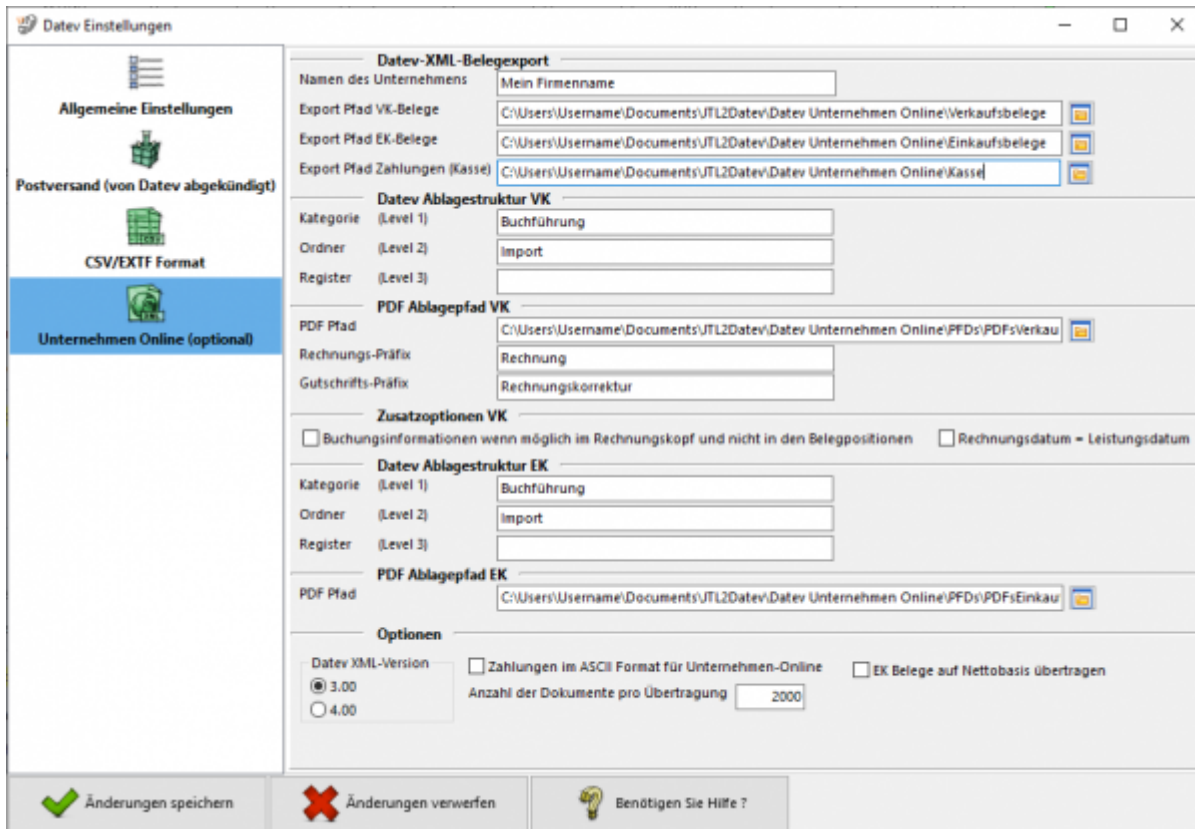 Datev Einstellungen
Allgemeine Einstellungen
Postversand (von Datev abgekündigt)
CSV/EXTF Format
Unternehmen Online (optional)
Datev-XML-Belegexport
Namen des Unternehmens Mein Firmenname
Export Pfad VK-Belege C:\Users\Username\Documents\JTL2Datev\Datev Unternehmen Online\Verkaufsbelege
Export Pfad EK-Belege C:\Users\Username\Documents\JTL2Datev\Datev Unternehmen Online\Einkaufsbelege
Export Pfad Zahlungen (Kasse) C:\Users\Username\Documents\JTL2Datev\Datev Unternehmen Online\Kasse
Datev Ablagestruktur VK
Kategorie (Level 1) Buchführung
Ordner (Level 2) Import
Register (Level 3)
PDF Ablagepfad VK
PDF Pfad C:\Users\Username\Documents\JTL2Datev\Datev Unternehmen Online\PFDs\PDFsVerkau
Rechnungs-Präfix Rechnung
Gutschrifts-Präfix Rechnungskorrektur
Zusatzoptionen VK
Buchungsinformationen wenn möglich im Rechnungskopf und nicht in den Belegpositionen Rechnungsdatum = Leistungsdatum
Datev Ablagestruktur EK
Kategorie (Level 1) Buchführung
Ordner (Level 2) Import
Register (Level 3)
PDF Ablagepfad EK
PDF Pfad C:\Users\Username\Documents\JTL2Datev\Datev Unternehmen Online\PFDs\PDFsEinkau
Optionen
Datev XML-Version
3.00
4.00
Zahlungen im ASCII Format für Unternehmen-Online EK Belege auf Nettobasis übertragen
Anzahl der Dokumente pro Übertragung 2000
Änderungen speichern Änderungen verwerfen Benötigen Sie Hilfe ?